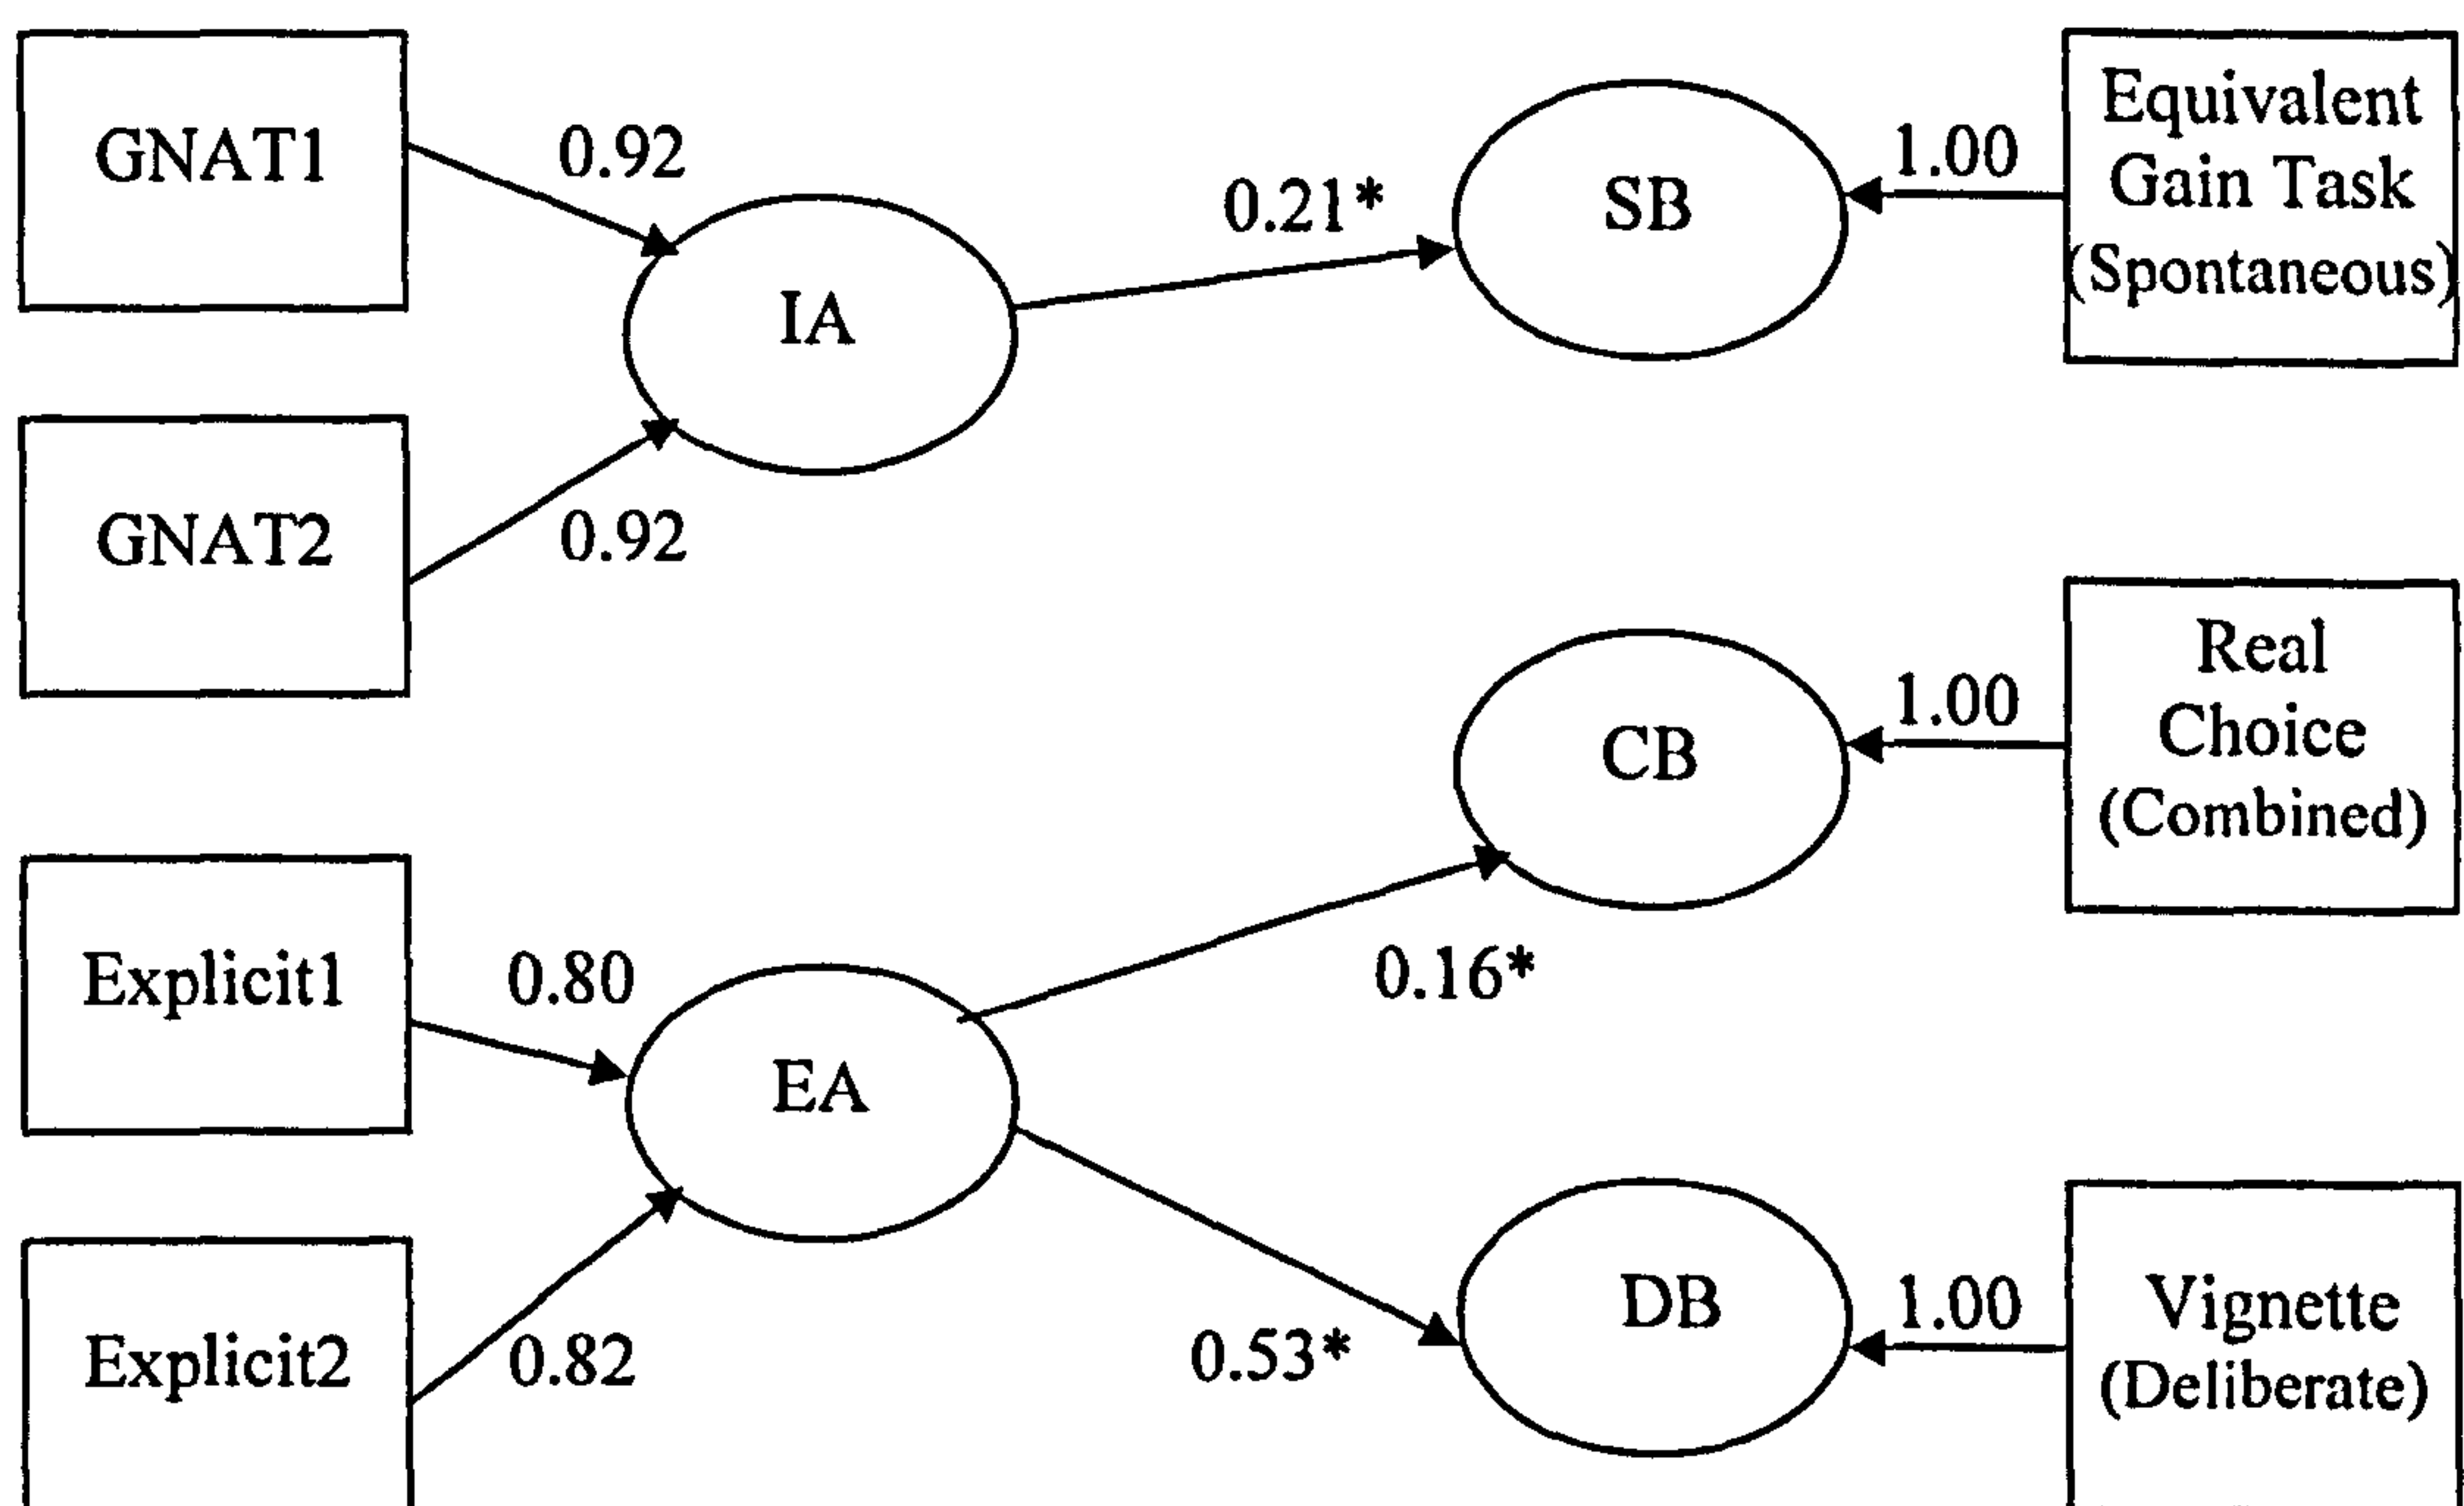 GNAT1
0.92
IA
0.21*
SB
1.00
Equivalent
Gain Task
(Spontaneous)
GNAT2
0.92
CB
1.00
Real
Choice
(Combined)
Explicit1
0.80
EA
0.16*
Explicit2
0.82
0.53*
DB
1.00
Vignette
(Deliberate)